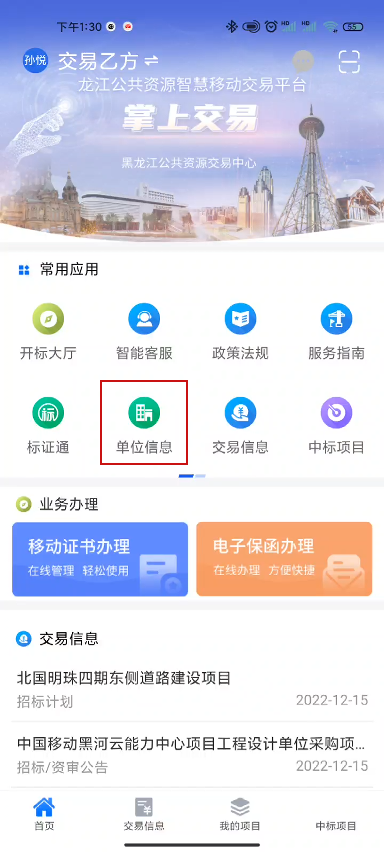 下午1:30
HD
HD
55
孙悦
交易乙方
龙江公共资源智慧移动交易平台
掌上交易
黑龙江公共资源交易中心
常用应用
开标大厅
智能客服
政策法规
服务指南
标证通
单位信息
交易信息
中标项目
业务办理
移动证书办理
在线管理 轻松使用
电子保函办理
在线办理 方便快捷
交易信息
北国明珠四期东侧道路建设项目
招标计划 2022-12-15
中国移动黑河云能力中心项目工程设计单位采购项...
招标/资审公告 2022-12-15
首页
交易信息
我的项目
中标项目